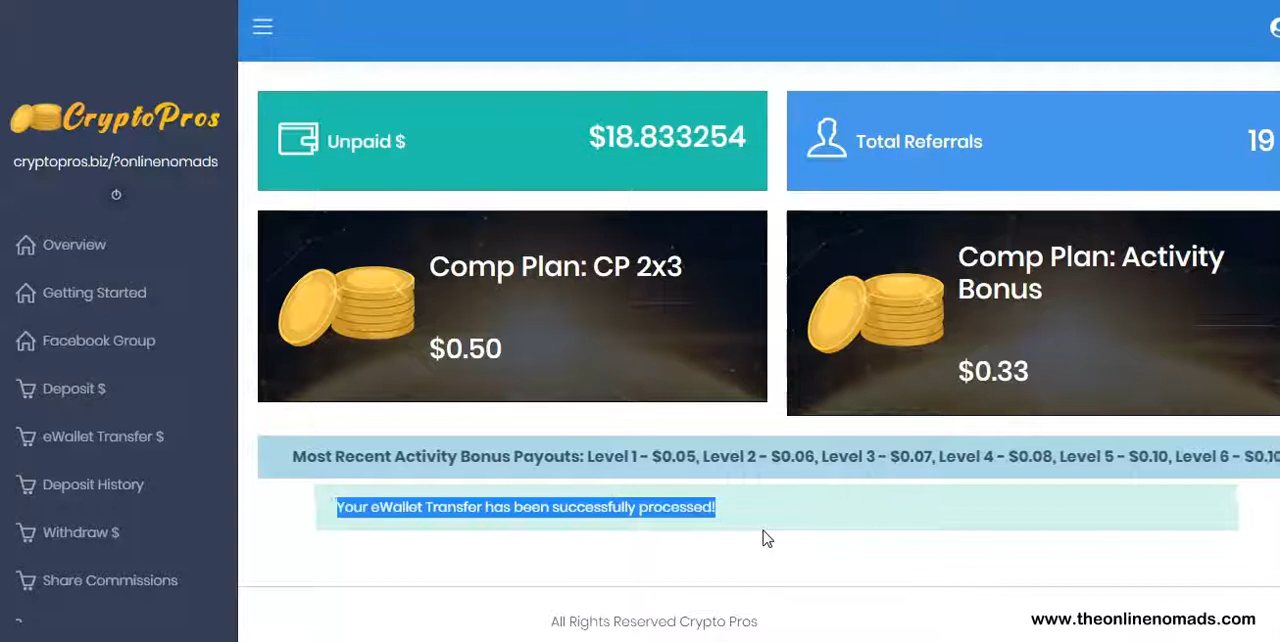 CryptoPros
cryptopros.biz/?onlinenomads
Overview
Getting Started
Facebook Group
Deposit $
eWallet Transfer $
Deposit History
Withdraw $
Share Commissions
Unpaid $
$18.833254
Total Referrals
19
Comp Plan: CP 2x3
$0.50
Comp Plan: Activity
Bonus
$0.33
Most Recent Activity Bonus Payouts: Level 1 - $0.05, Level 2 - $0.06, Level 3 - $0.07, Level 4 - $0.08, Level 5 - $0.10, Level 6 - $0.10
Your eWallet Transfer has been successfully processed!
All Rights Reserved Crypto Pros
www.theonlinenomads.com